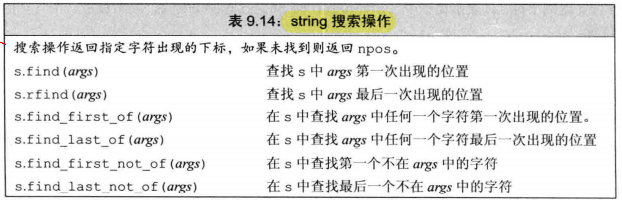 表 9.14：string 搜索操作
搜索操作返回指定字符出现的下标，如果未找到则返回 npos。
s.find(args) 查找 s 中 args 第一次出现的位置
s.rfind(args) 查找 s 中 args 最后一次出现的位置
s.find_first_of(args) 在 s 中查找 args 中任何一个字符第一次出现的位置。
s.find_last_of(args) 在 s 中查找 args 中任何一个字符最后一次出现的位置
s.find_first_not_of(args) 在 s 中查找第一个不在 args 中的字符
s.find_last_not_of(args) 在 s 中查找最后一个不在 args 中的字符